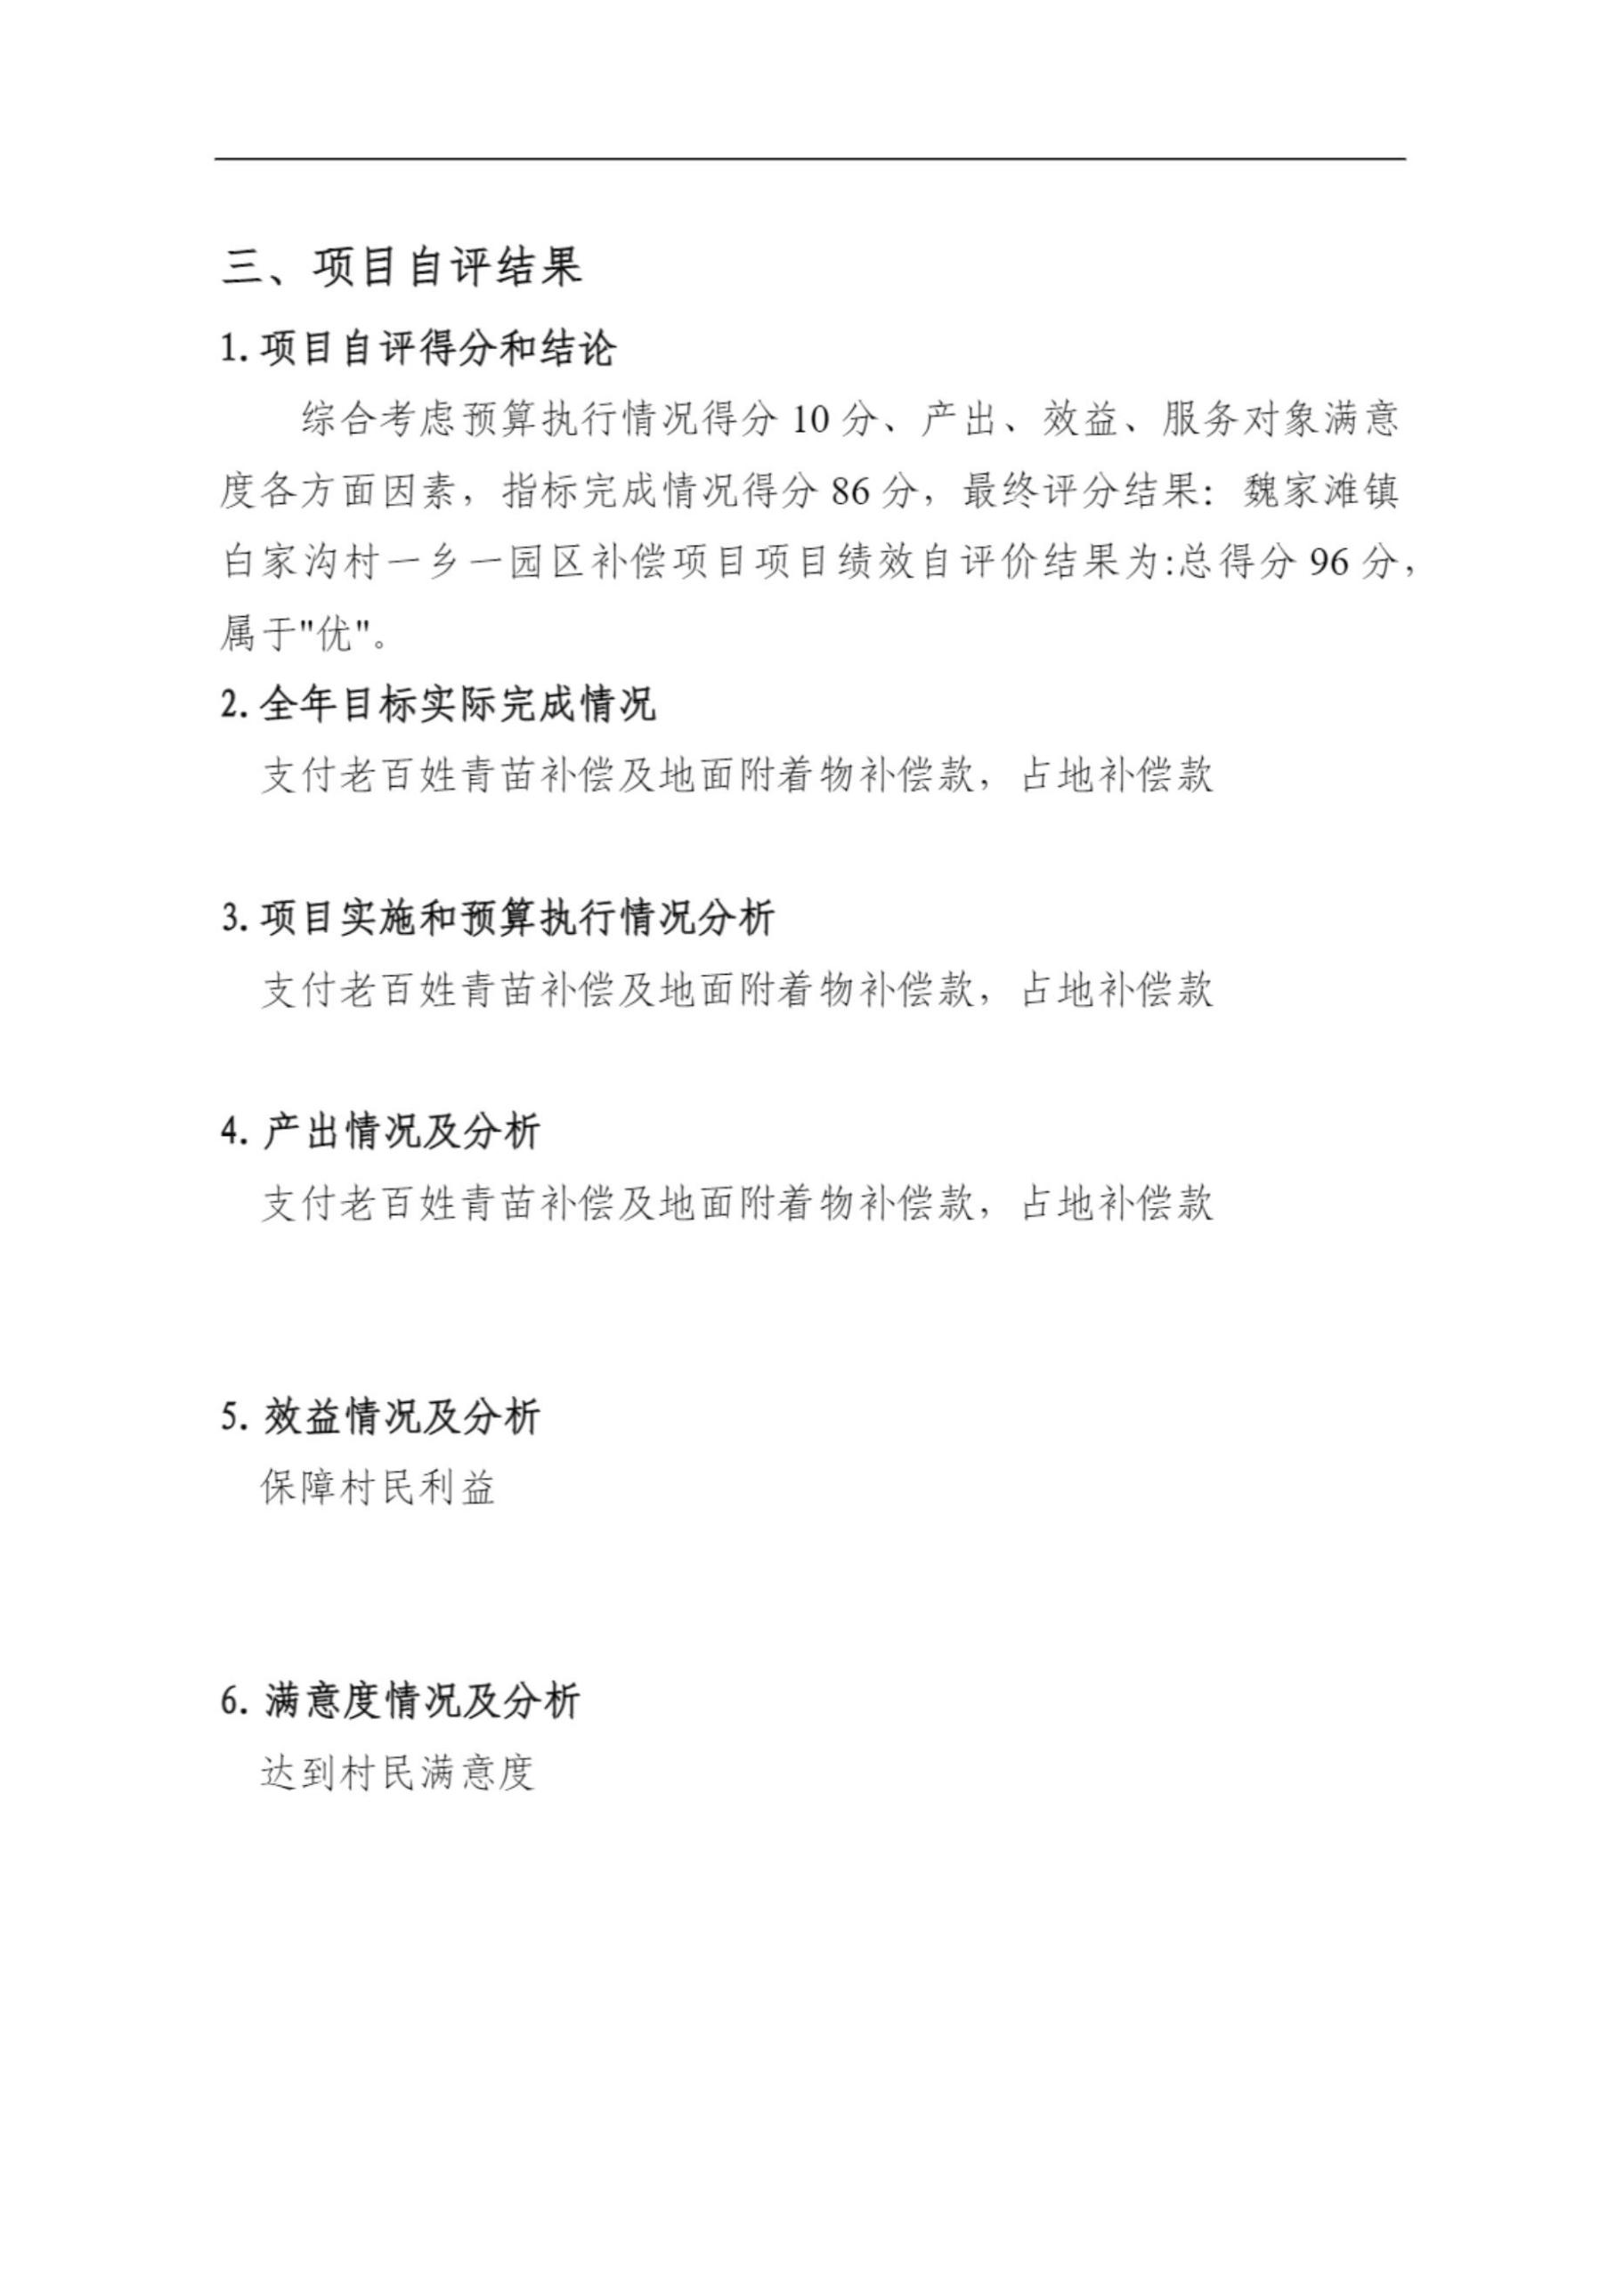 三、项目自评结果
1. 项目自评得分和结论
综合考虑预算执行情况得分 10 分、产出、效益、服务对象满意
度各方面因素，指标完成情况得分 86 分，最终评分结果：魏家滩镇
白家沟村一乡一园区补偿项目项目绩效自评价结果为:总得分 96 分，
属于"优"。
2. 全年目标实际完成情况
支付老百姓青苗补偿及地面附着物补偿款，占地补偿款
3. 项目实施和预算执行情况分析
支付老百姓青苗补偿及地面附着物补偿款，占地补偿款
4. 产出情况及分析
支付老百姓青苗补偿及地面附着物补偿款，占地补偿款
5. 效益情况及分析
保障村民利益
6. 满意度情况及分析
达到村民满意度